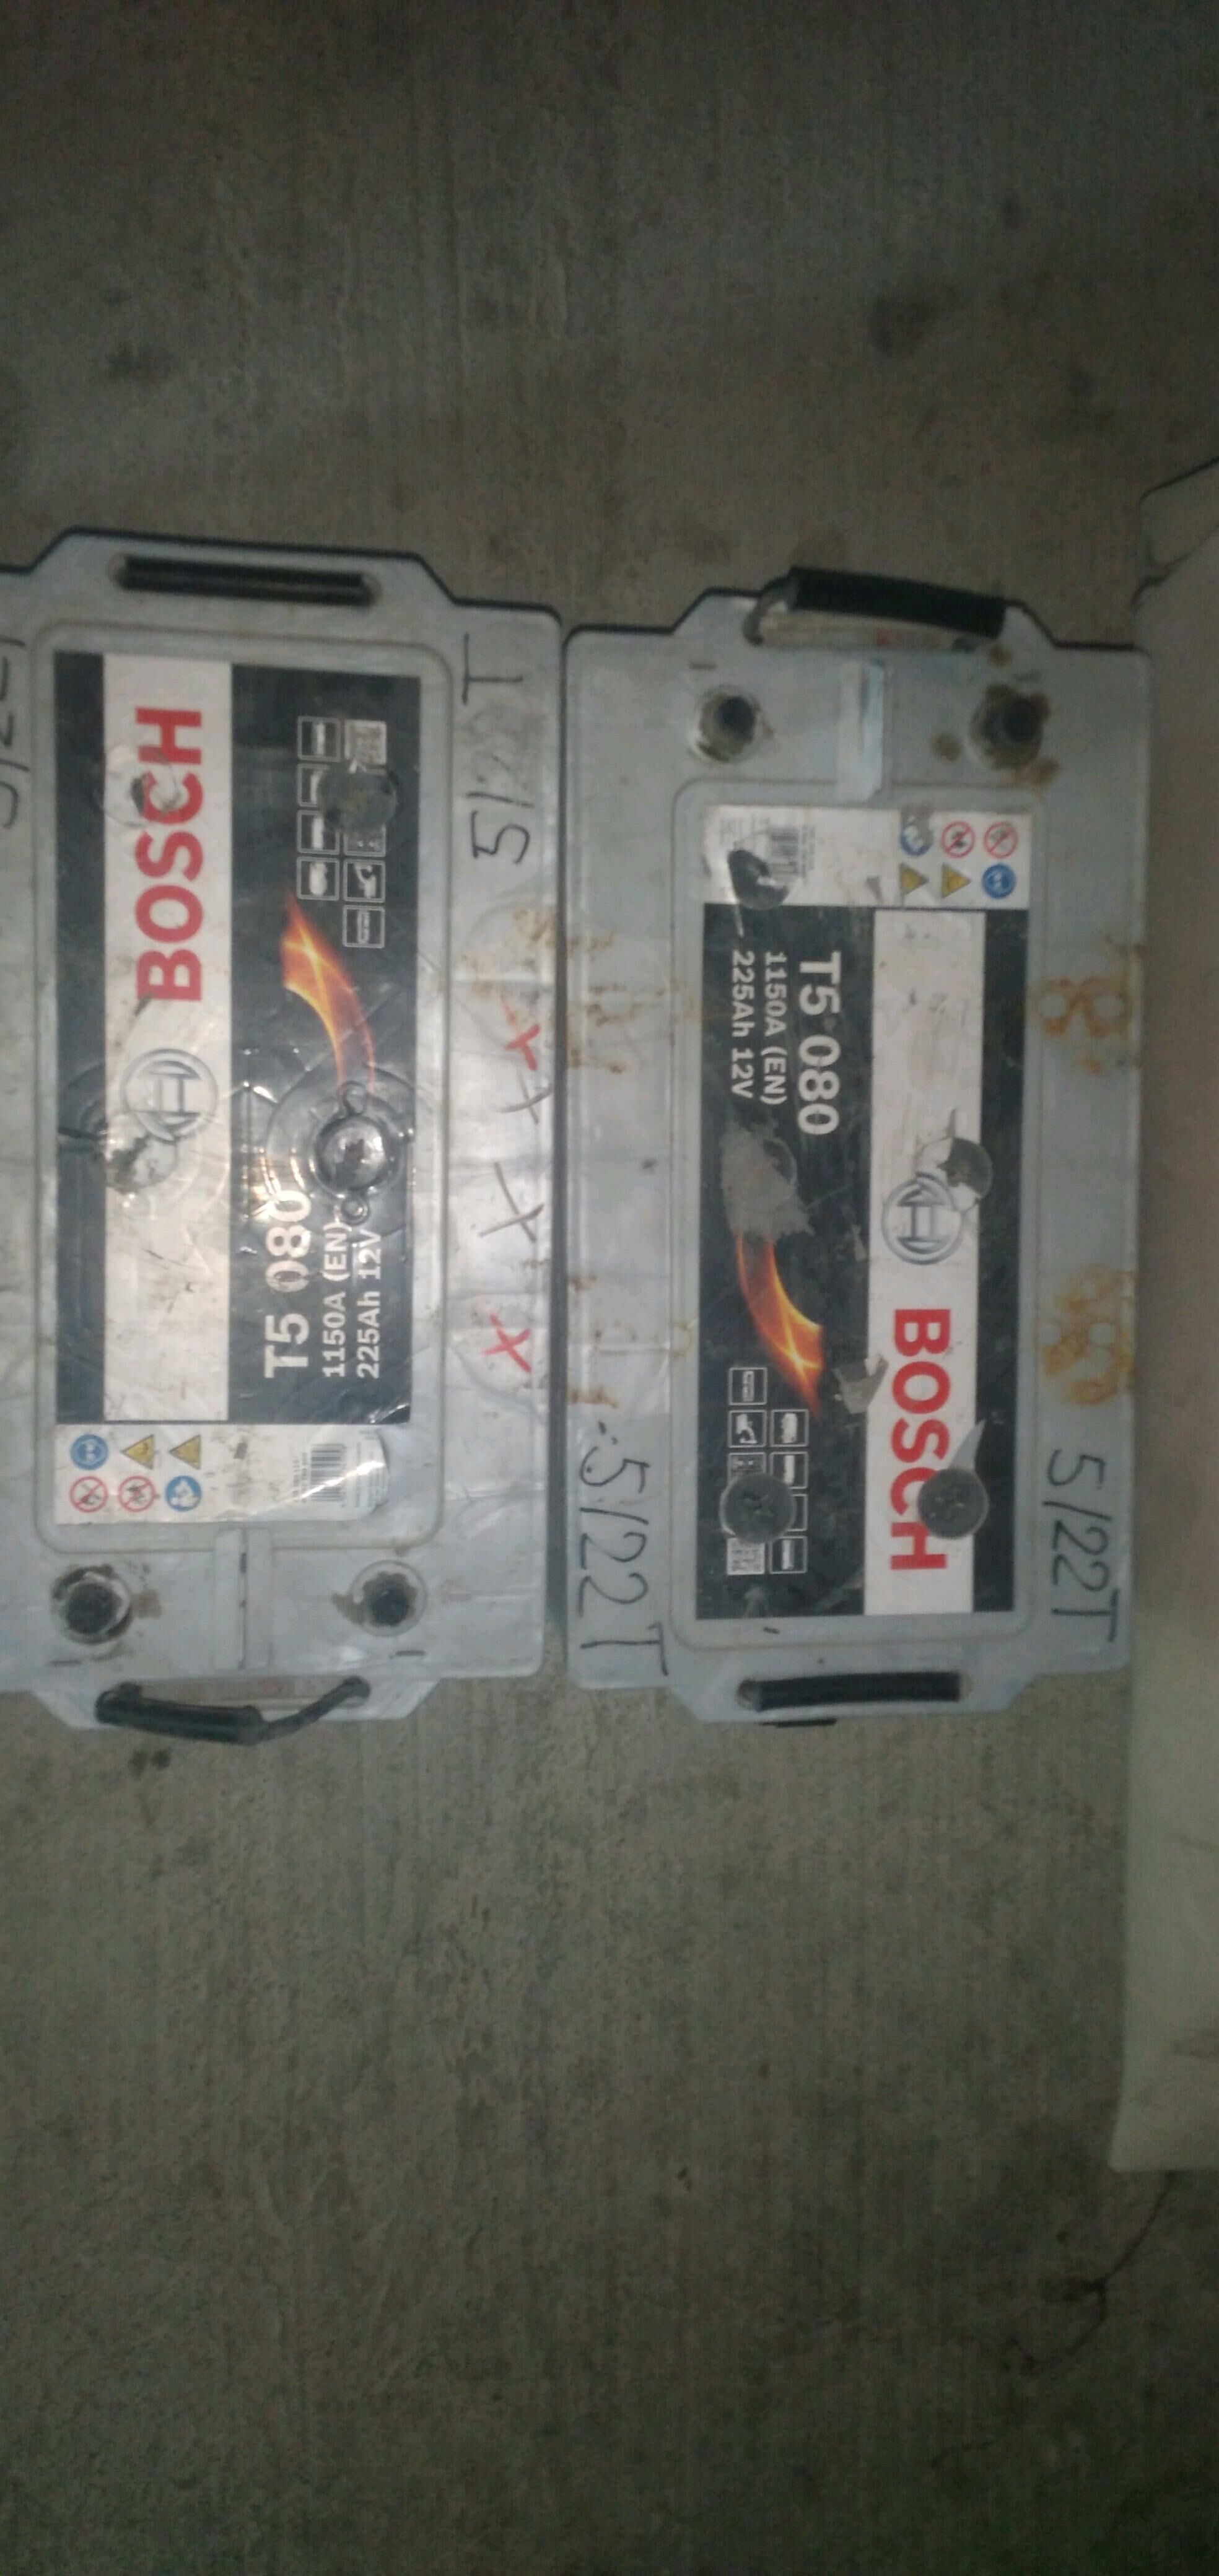 BOSCH
T5 080
1150A (EN)
225Ah 12V
5/22T
T5 080
1150A (EN)
225Ah 12V
BOSCH
5/22T
5/22T